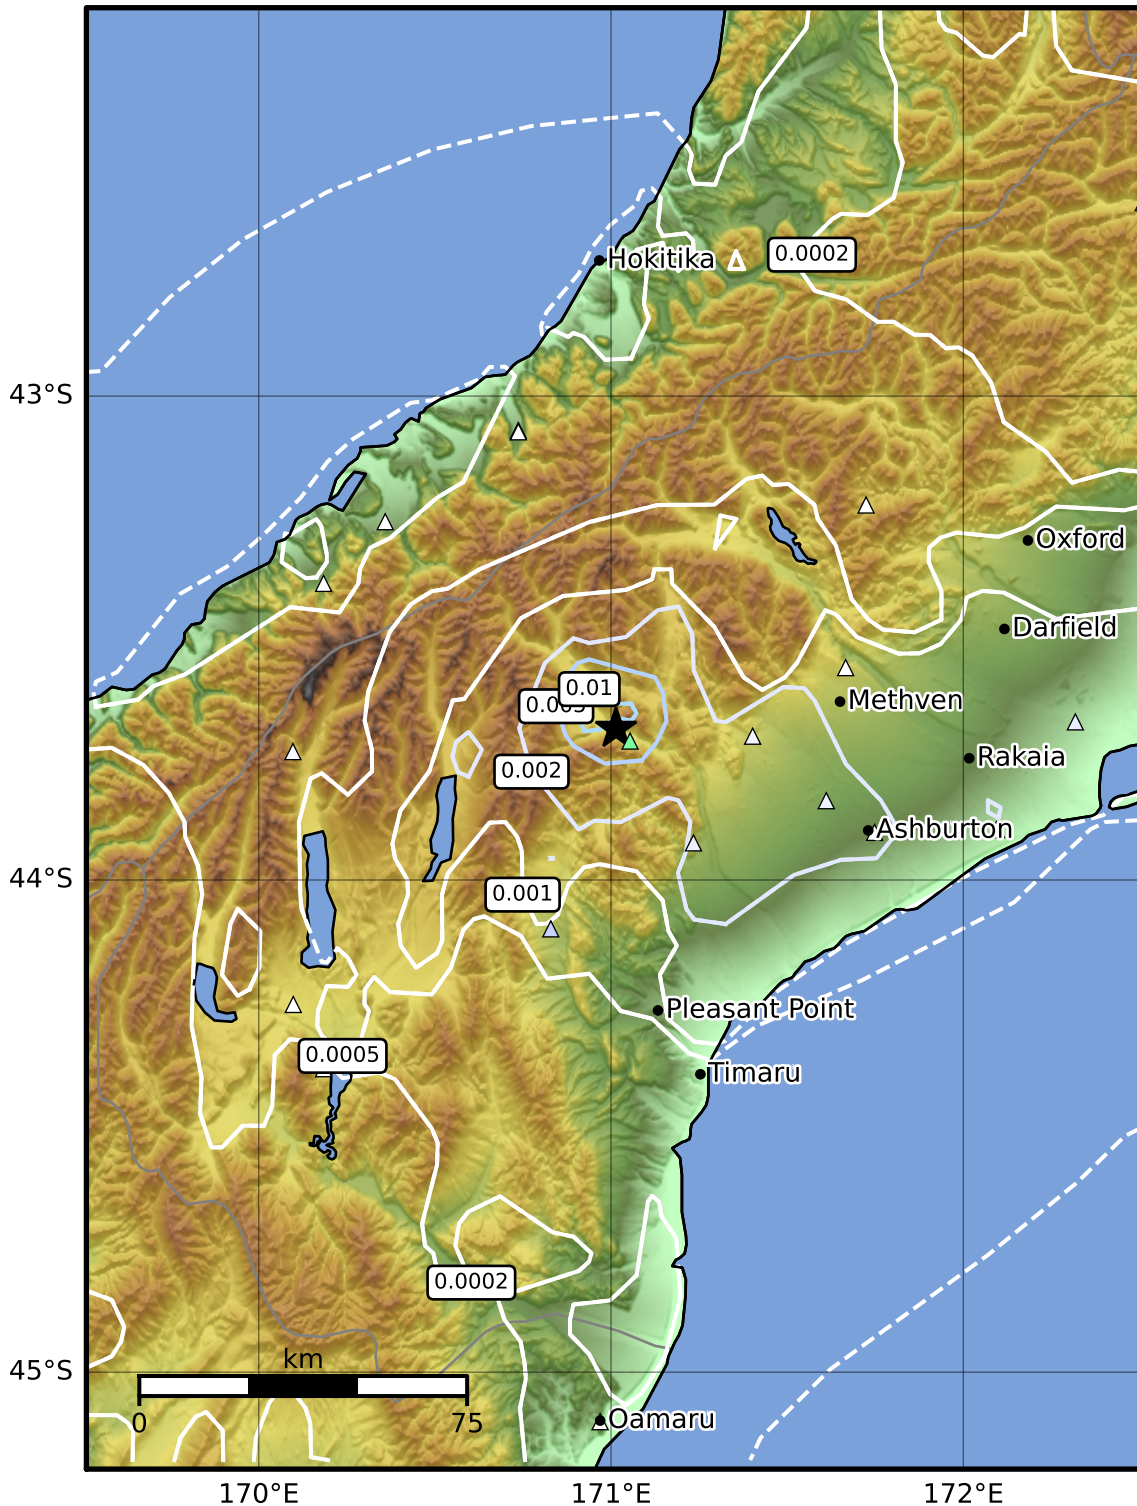 Hokitika
0.0002
43°S
Oxford
Darfield
0.01
Methven
Rakaia
0.002
Ashburton
44°S
0.001
Pleasant Point
0.0005
Timaru
0.0002
km
45°S
0
75
Oamaru
170°E
171°E
172°E